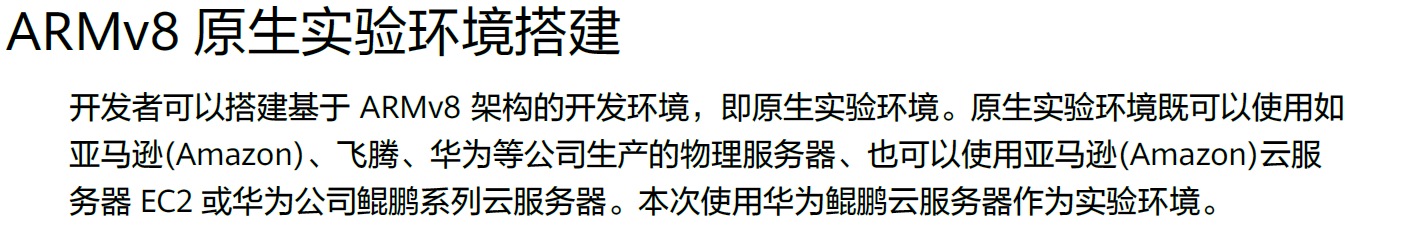 ARMv8 原生实验环境搭建
开发者可以搭建基于 ARMv8 架构的开发环境，即原生实验环境。原生实验环境既可以使用如
亚马逊(Amazon)、飞腾、华为等公司生产的物理服务器、也可以使用亚马逊(Amazon)云服
务器 EC2 或华为公司鲲鹏系列云服务器。本次使用华为鲲鹏云服务器作为实验环境。